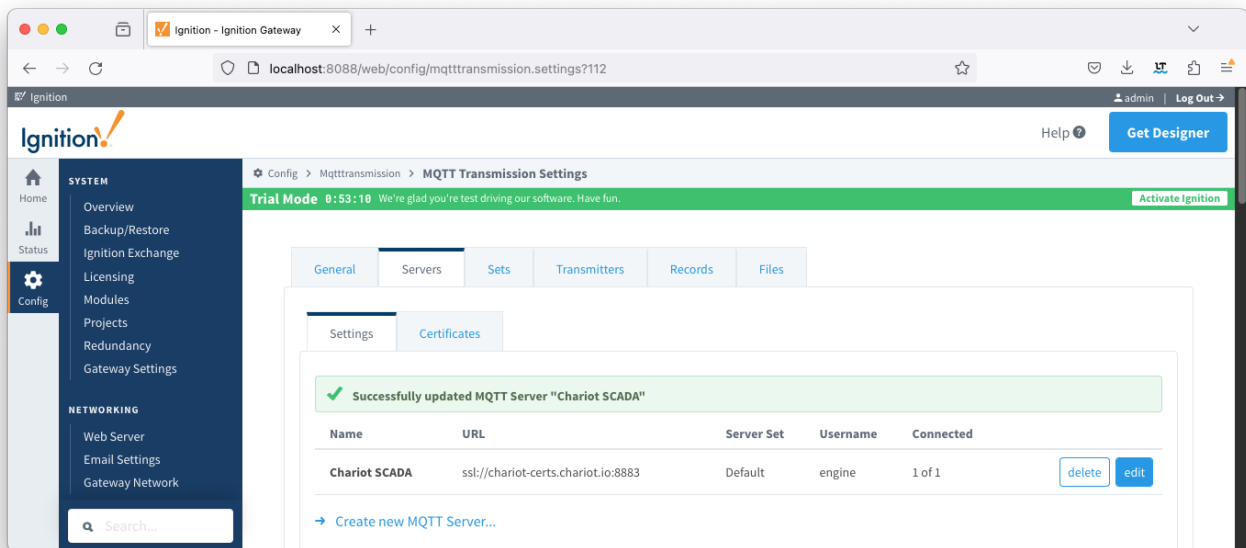 Ignition - Ignition Gateway
localhost:8088/web/config/mqtttransmission.settings?112
Ignition
admin | Log Out
Ignition!
Help
Get Designer
Home
Status
Config
SYSTEM
Overview
Backup/Restore
Ignition Exchange
Licensing
Modules
Projects
Redundancy
Gateway Settings
NETWORKING
Web Server
Email Settings
Gateway Network
Search...
Config > Mqtttransmission > MQTT Transmission Settings
Trial Mode 0:53:10 We're glad you're test driving our software. Have fun. Activate Ignition
General Servers Sets Transmitters Records Files
Settings Certificates
Successfully updated MQTT Server "Chariot SCADA"
Name URL Server Set Username Connected
Chariot SCADA ssl://chariot-certs.chariot.io:8883 Default engine 1 of 1 delete edit
Create new MQTT Server...